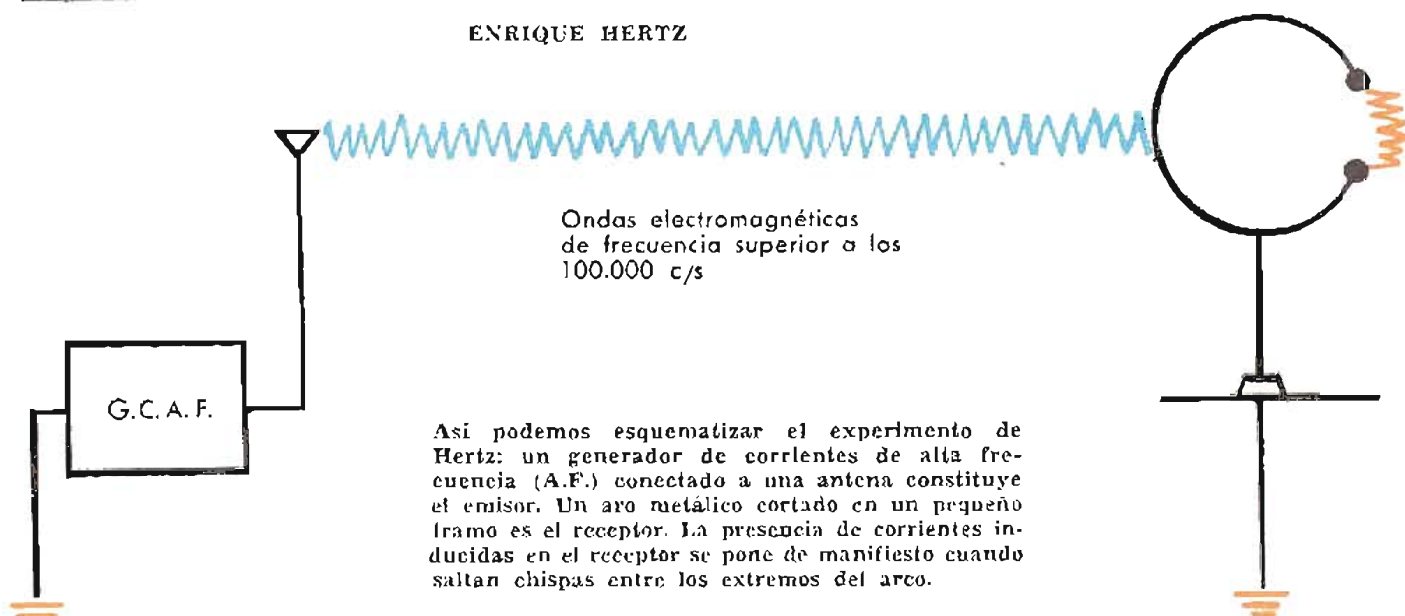 ENRIQUE HERTZ
Ondas electromagnéticas
de frecuencia superior a los
100.000 c/s
G.C.A.F.
Así podemos esquematizar el experimento de
Hertz: un generador de corrientes de alta fre-
cuencia (A.F.) conectado a una antena constituye
el emisor. Un aro metálico cortado en un pequeño
tramo es el receptor. La presencia de corrientes in-
ducidas en el receptor se pone de manifiesto cuando
saltan chispas entre los extremos del arco.